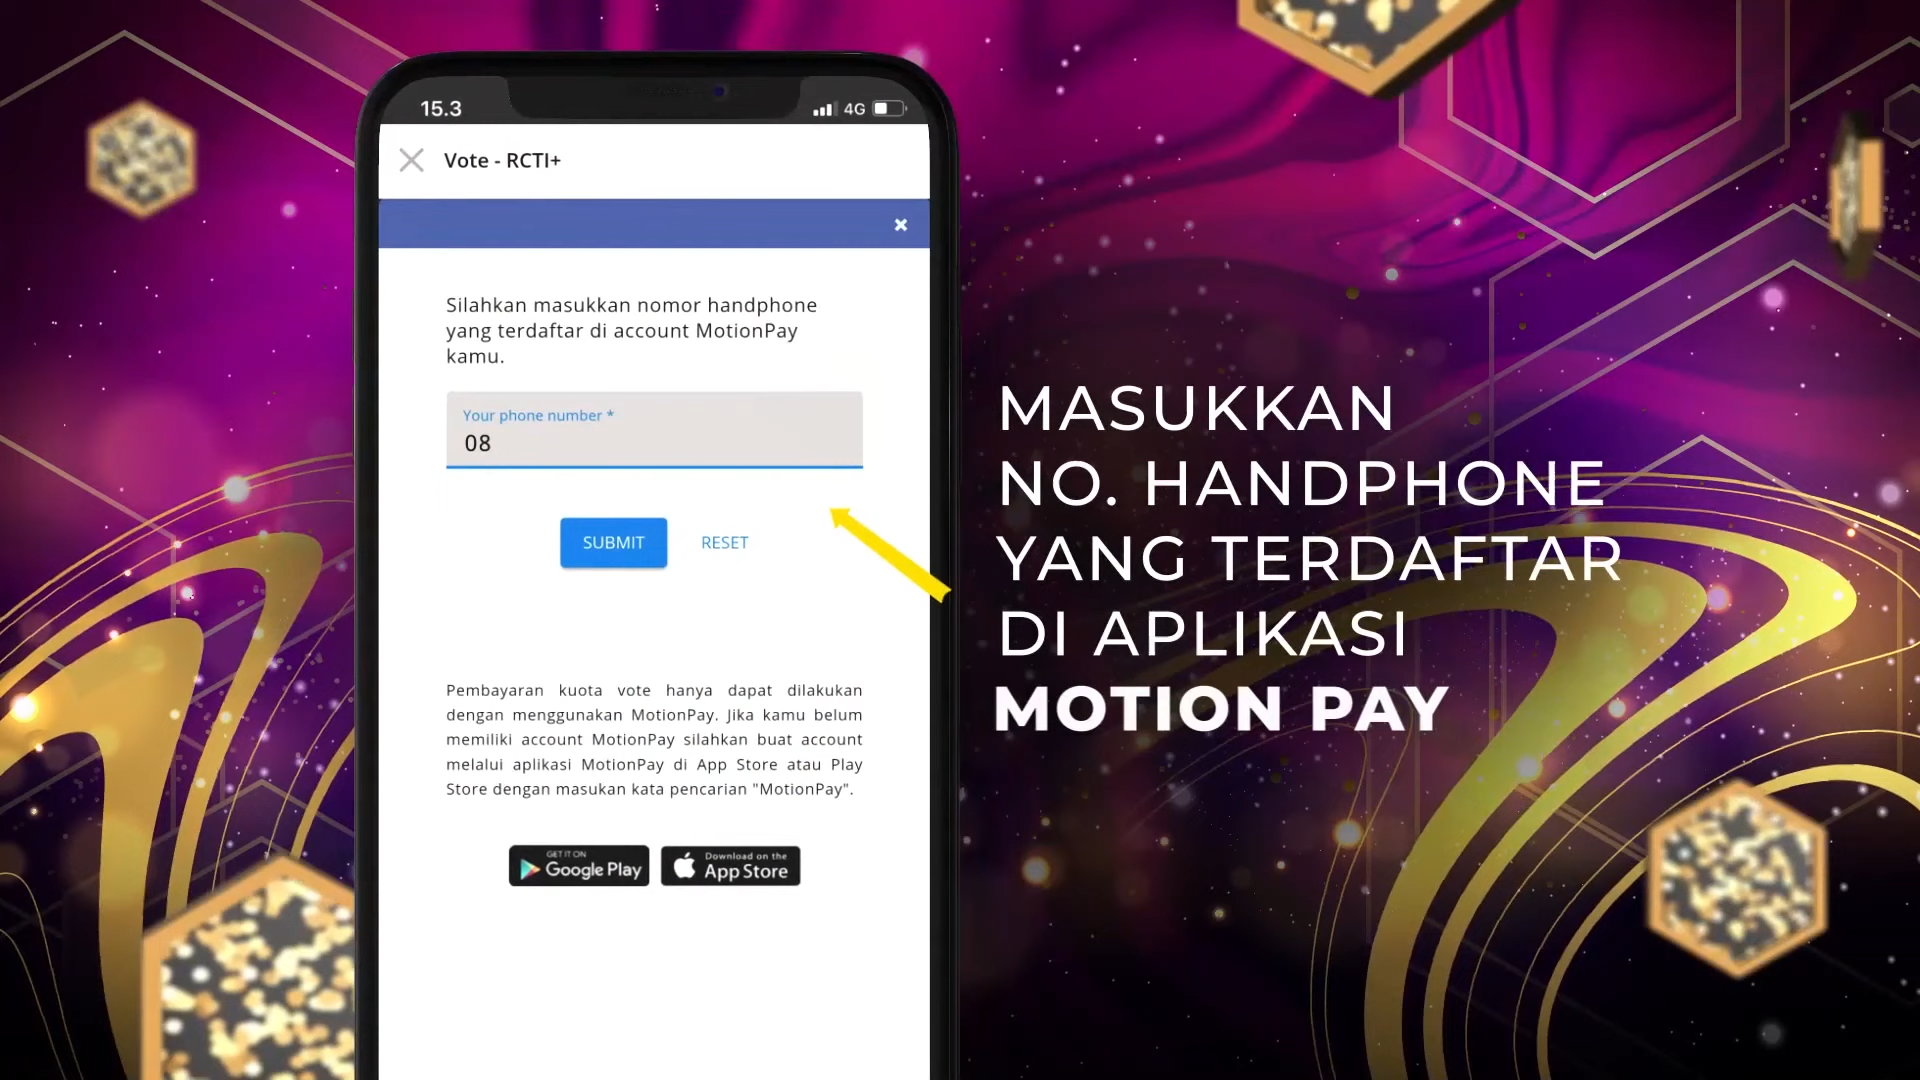 15.3
4G
Vote - RCTI+
Silahkan masukkan nomor handphone
yang terdaftar di account MotionPay
kamu.
Your phone number *
08
SUBMIT
RESET
Pembayaran kuota vote hanya dapat dilakukan
dengan menggunakan MotionPay. Jika kamu belum
memiliki account MotionPay silahkan buat account
melalui aplikasi MotionPay di App Store atau Play
Store dengan masukan kata pencarian "MotionPay".
GET IT ON
Google Play
Download on the
App Store
MASUKKAN
NO. HANDPHONE
YANG TERDAFTAR
DI APLIKASI
MOTION PAY